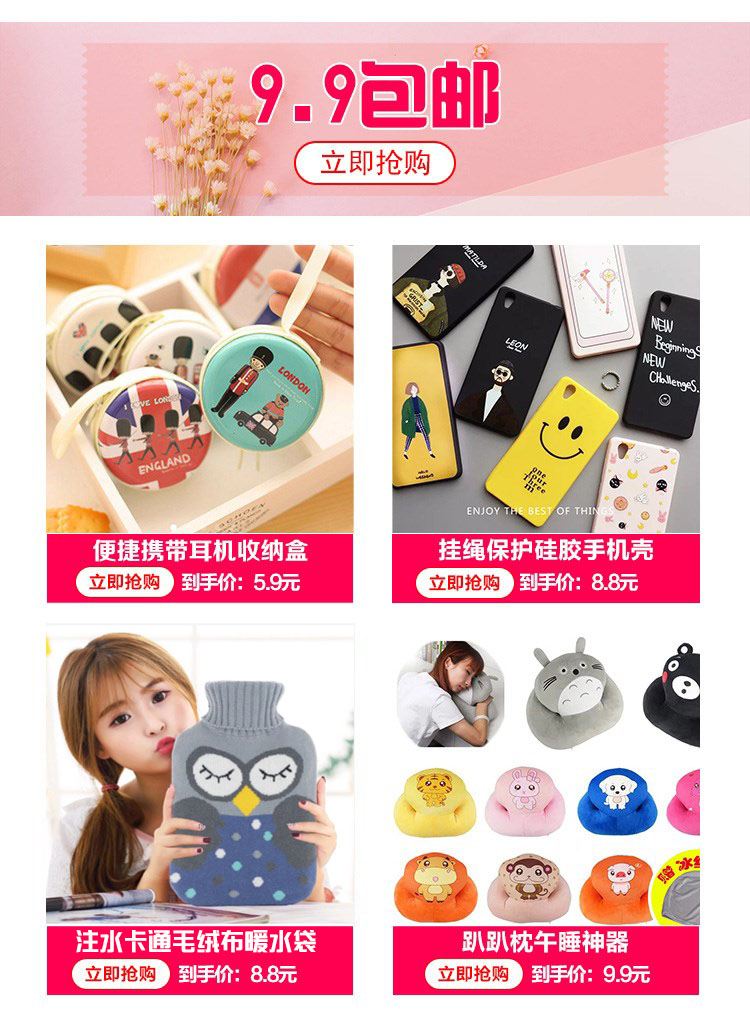 9.9包邮
立即抢购
LONDON
I LOVE LONDON
ENGLAND
MATILDA
LEON
NEW
Beginnings
NEW
Challenges.
one
Four
Three
m
ENJOY THE BEST OF THINGS
便捷携带耳机收纳盒
立即抢购 到手价：5.9元
挂绳保护硅胶手机壳
立即抢购 到手价：8.8元
注水卡通毛绒布暖水袋
立即抢购 到手价：8.8元
趴趴枕午睡神器
立即抢购 到手价：9.9元